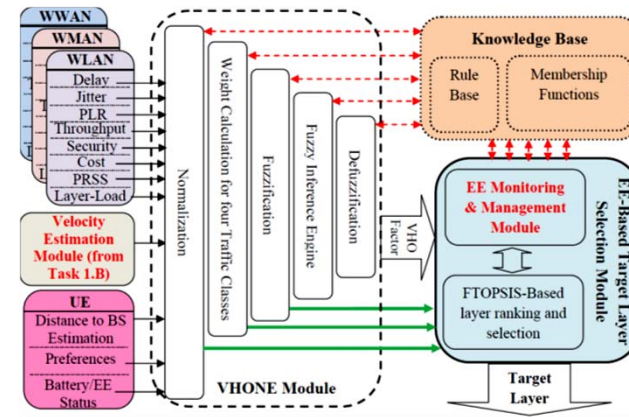 WWAN
WMAN
WLAN
Delay
Jitter
PLR
Throughput
Security
Cost
PRSS
Layer-Load
Velocity
Estimation
Module (from
Task 1.B)
UE
Distance to BS
Estimation
Preferences
Battery/EE
Status
Normalization
Weight Calculation for four Traffic Classes
Fuzzification
Fuzzy Inference Engine
Defuzzification
VHONE Module
VHO
Factor
Knowledge Base
Rule
Base
Membership
Functions
EE Monitoring
& Management
Module
FTOPSIS-Based
layer ranking and
selection
EE-Based Target Layer
Selection Module
Target
Layer